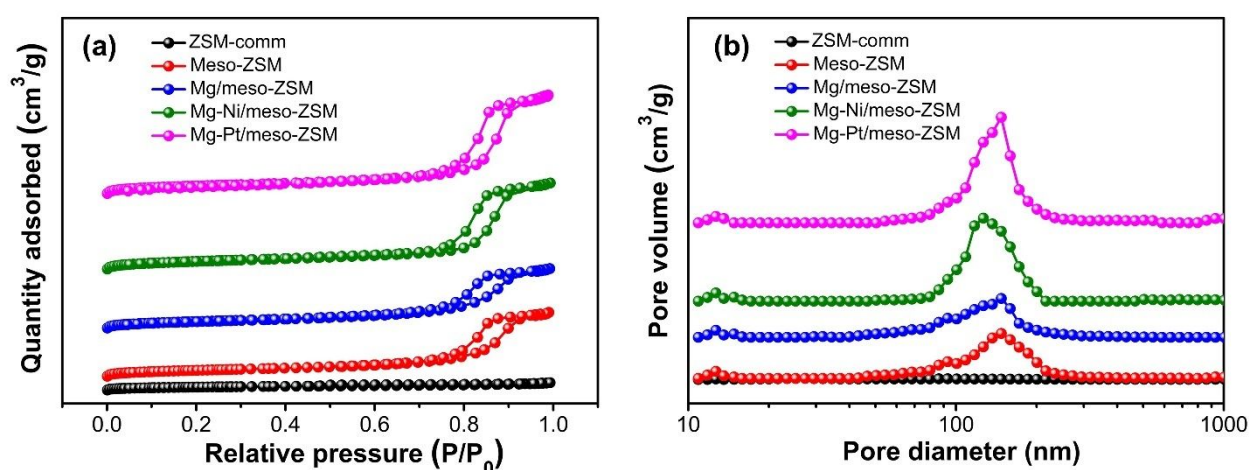 (a)
ZSM-comm
Meso-ZSM
Mg/meso-ZSM
Mg-Ni/meso-ZSM
Mg-Pt/meso-ZSM
Quantity adsorbed (cm³/g)
0.0 0.2 0.4 0.6 0.8 1.0
Relative pressure (P/P₀)
(b)
ZSM-comm
Meso-ZSM
Mg/meso-ZSM
Mg-Ni/meso-ZSM
Mg-Pt/meso-ZSM
Pore volume (cm³/g)
10 100 1000
Pore diameter (nm)